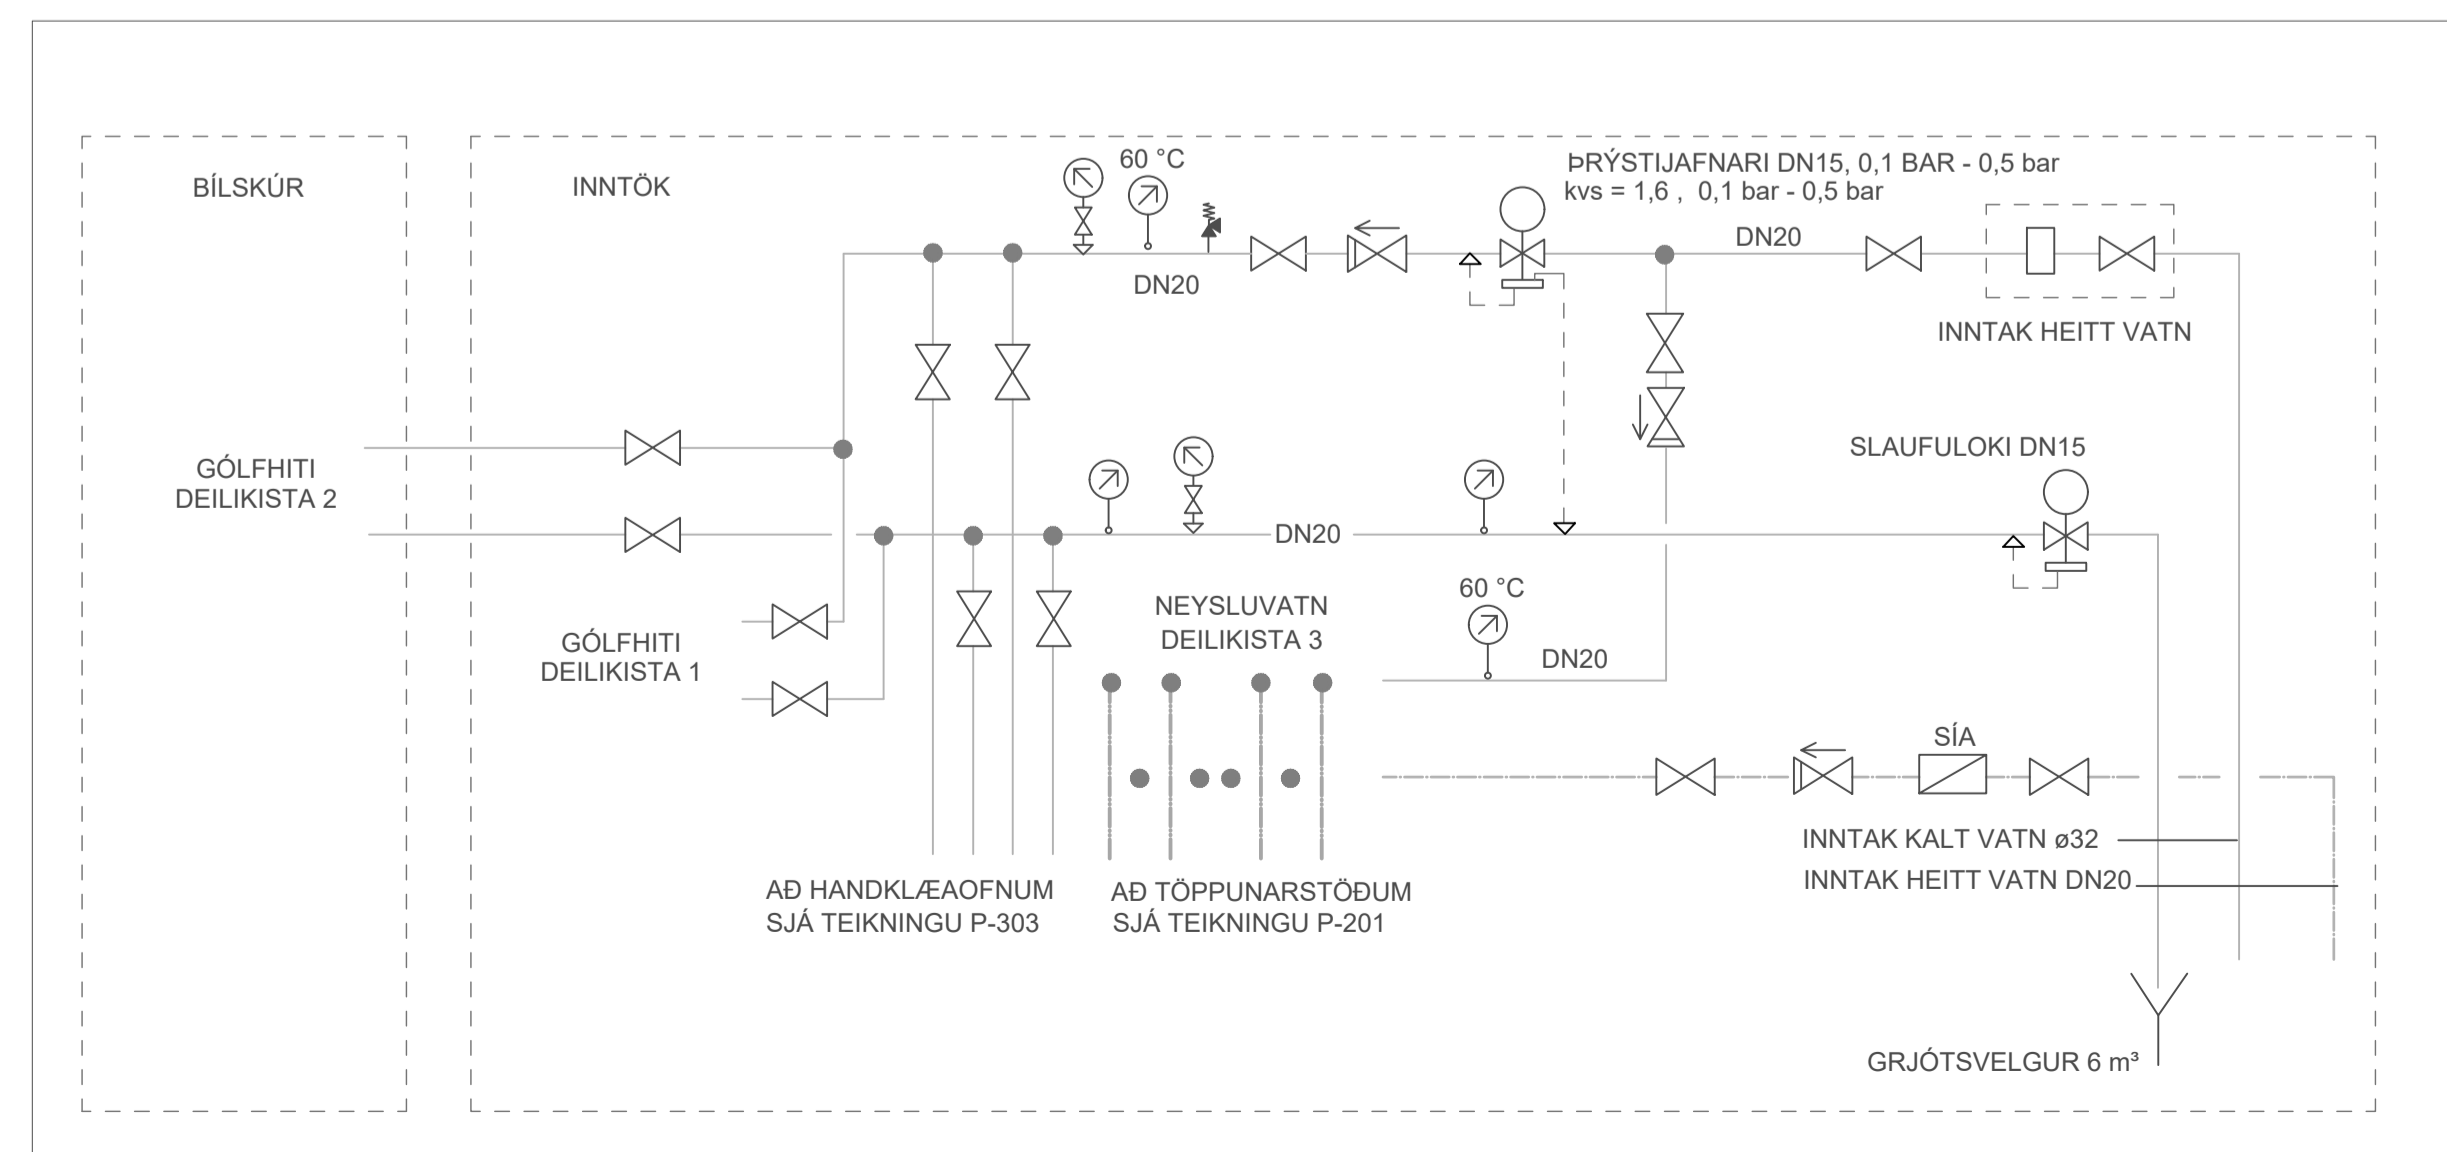 BÍLSKÚR
INNTÖK
60 °C
ÞRÝSTIJAFNARI DN15, 0,1 BAR - 0,5 bar
kvs = 1,6 , 0,1 bar - 0,5 bar
DN20
DN20
INNTAK HEITT VATN
GÓLFHITI
DEILIKISTA 2
SLAUFULOKI DN15
DN20
60 °C
NEYSLUVATN
DEILIKISTA 3
DN20
GÓLFHITI
DEILIKISTA 1
SÍA
INNTAK KALT VATN ø32
INNTAK HEITT VATN DN20
AÐ HANDKLÆAOFNUM
SJÁ TEIKNINGU P-303
AÐ TÖPPUNARSTÖÐUM
SJÁ TEIKNINGU P-201
GRJÓTSVELGUR 6 m³